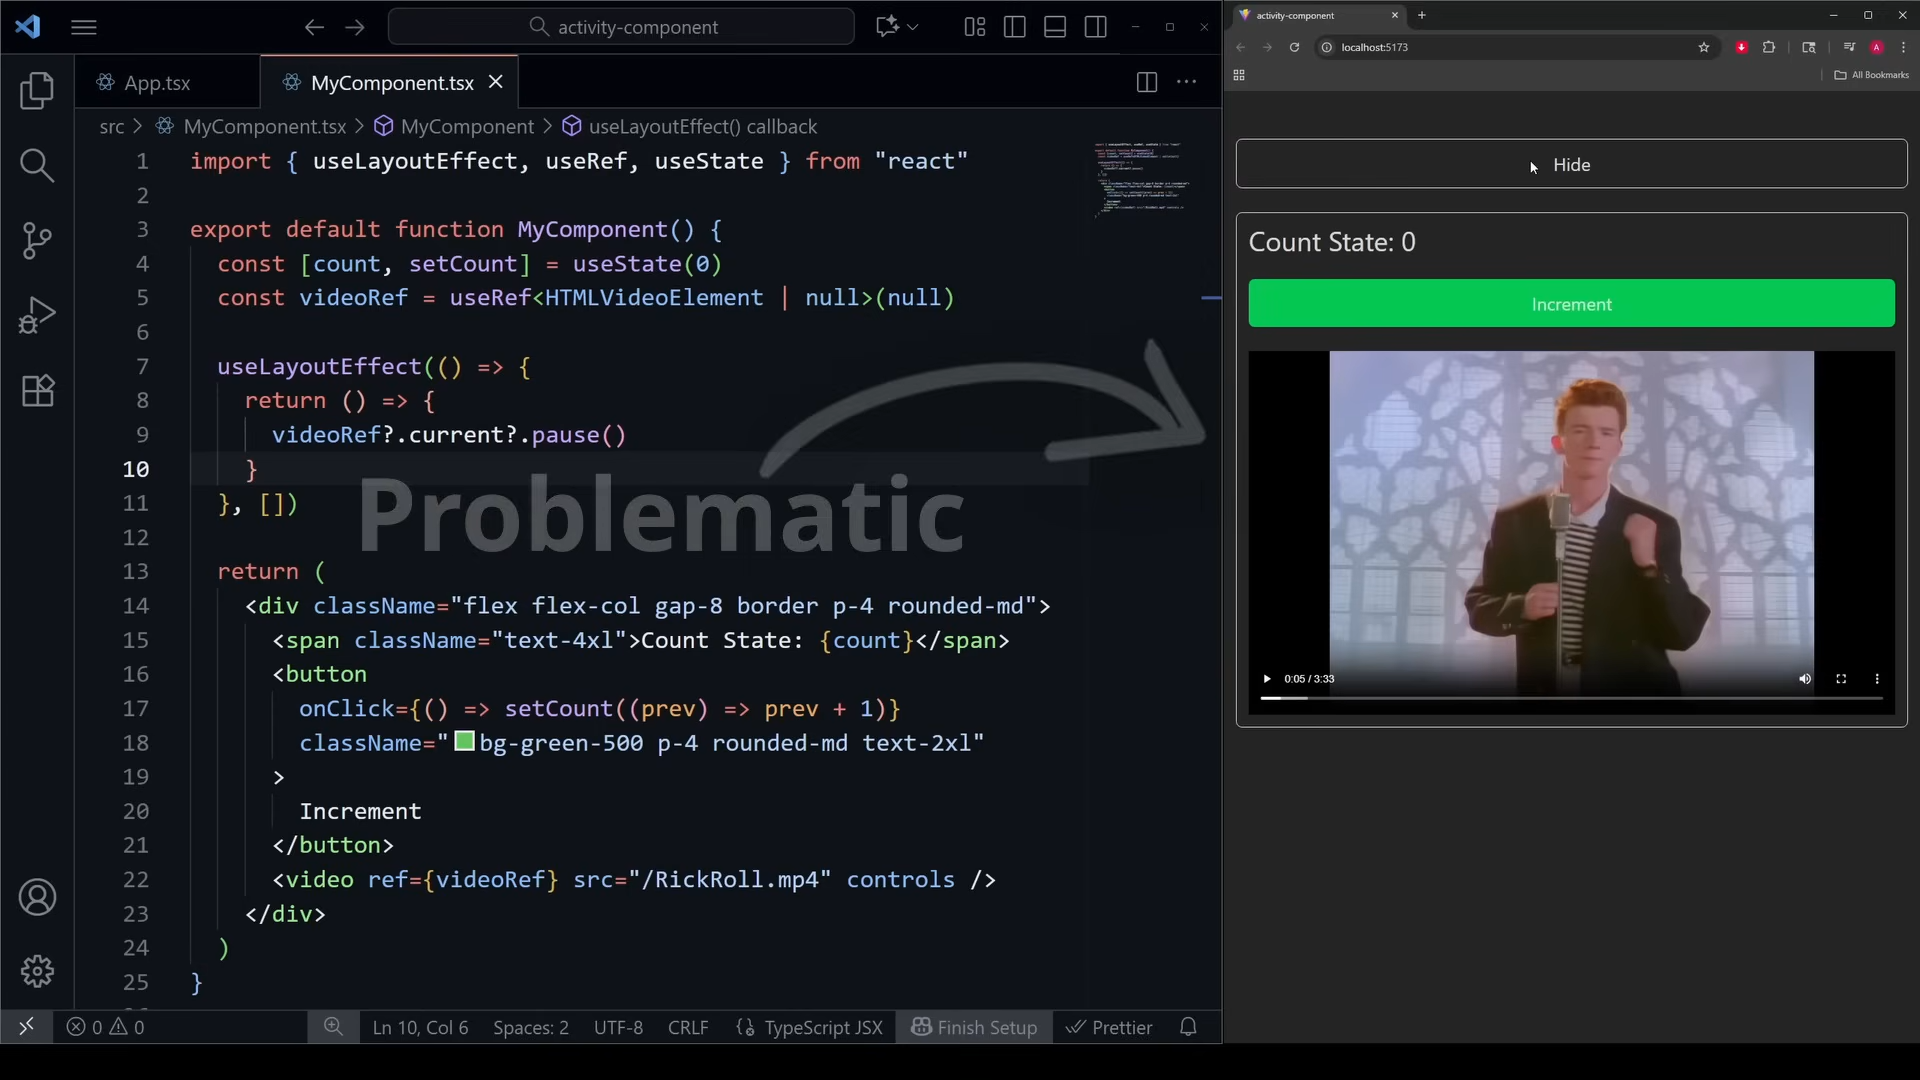 activity-component
App.tsx
MyComponent.tsx
src > MyComponent.tsx > MyComponent > useLayoutEffect() callback
1 import { useLayoutEffect, useRef, useState } from "react"
2
3 export default function MyComponent() {
4 const [count, setCount] = useState(0)
5 const videoRef = useRef<HTMLVideoElement | null>(null)
6
7 useLayoutEffect(() => {
8 return () => {
9 videoRef?.current?.pause()
10 }
11 }, [])
12
13 return (
14 <div className="flex flex-col gap-8 border p-4 rounded-md">
15 <span className="text-4xl">Count State: {count}</span>
16 <button
17 onClick={() => setCount((prev) => prev + 1)}
18 className="bg-green-500 p-4 rounded-md text-2xl"
19 >
20 Increment
21 </button>
22 <video ref={videoRef} src="/RickRoll.mp4" controls />
23 </div>
24 )
25 }
Problematic
0 0
Ln 10, Col 6
Spaces: 2
UTF-8
CRLF
TypeScript JSX
Finish Setup
Prettier
activity-component
localhost:5173
A
All Bookmarks
Hide
Count State: 0
Increment
0:05 / 3:33